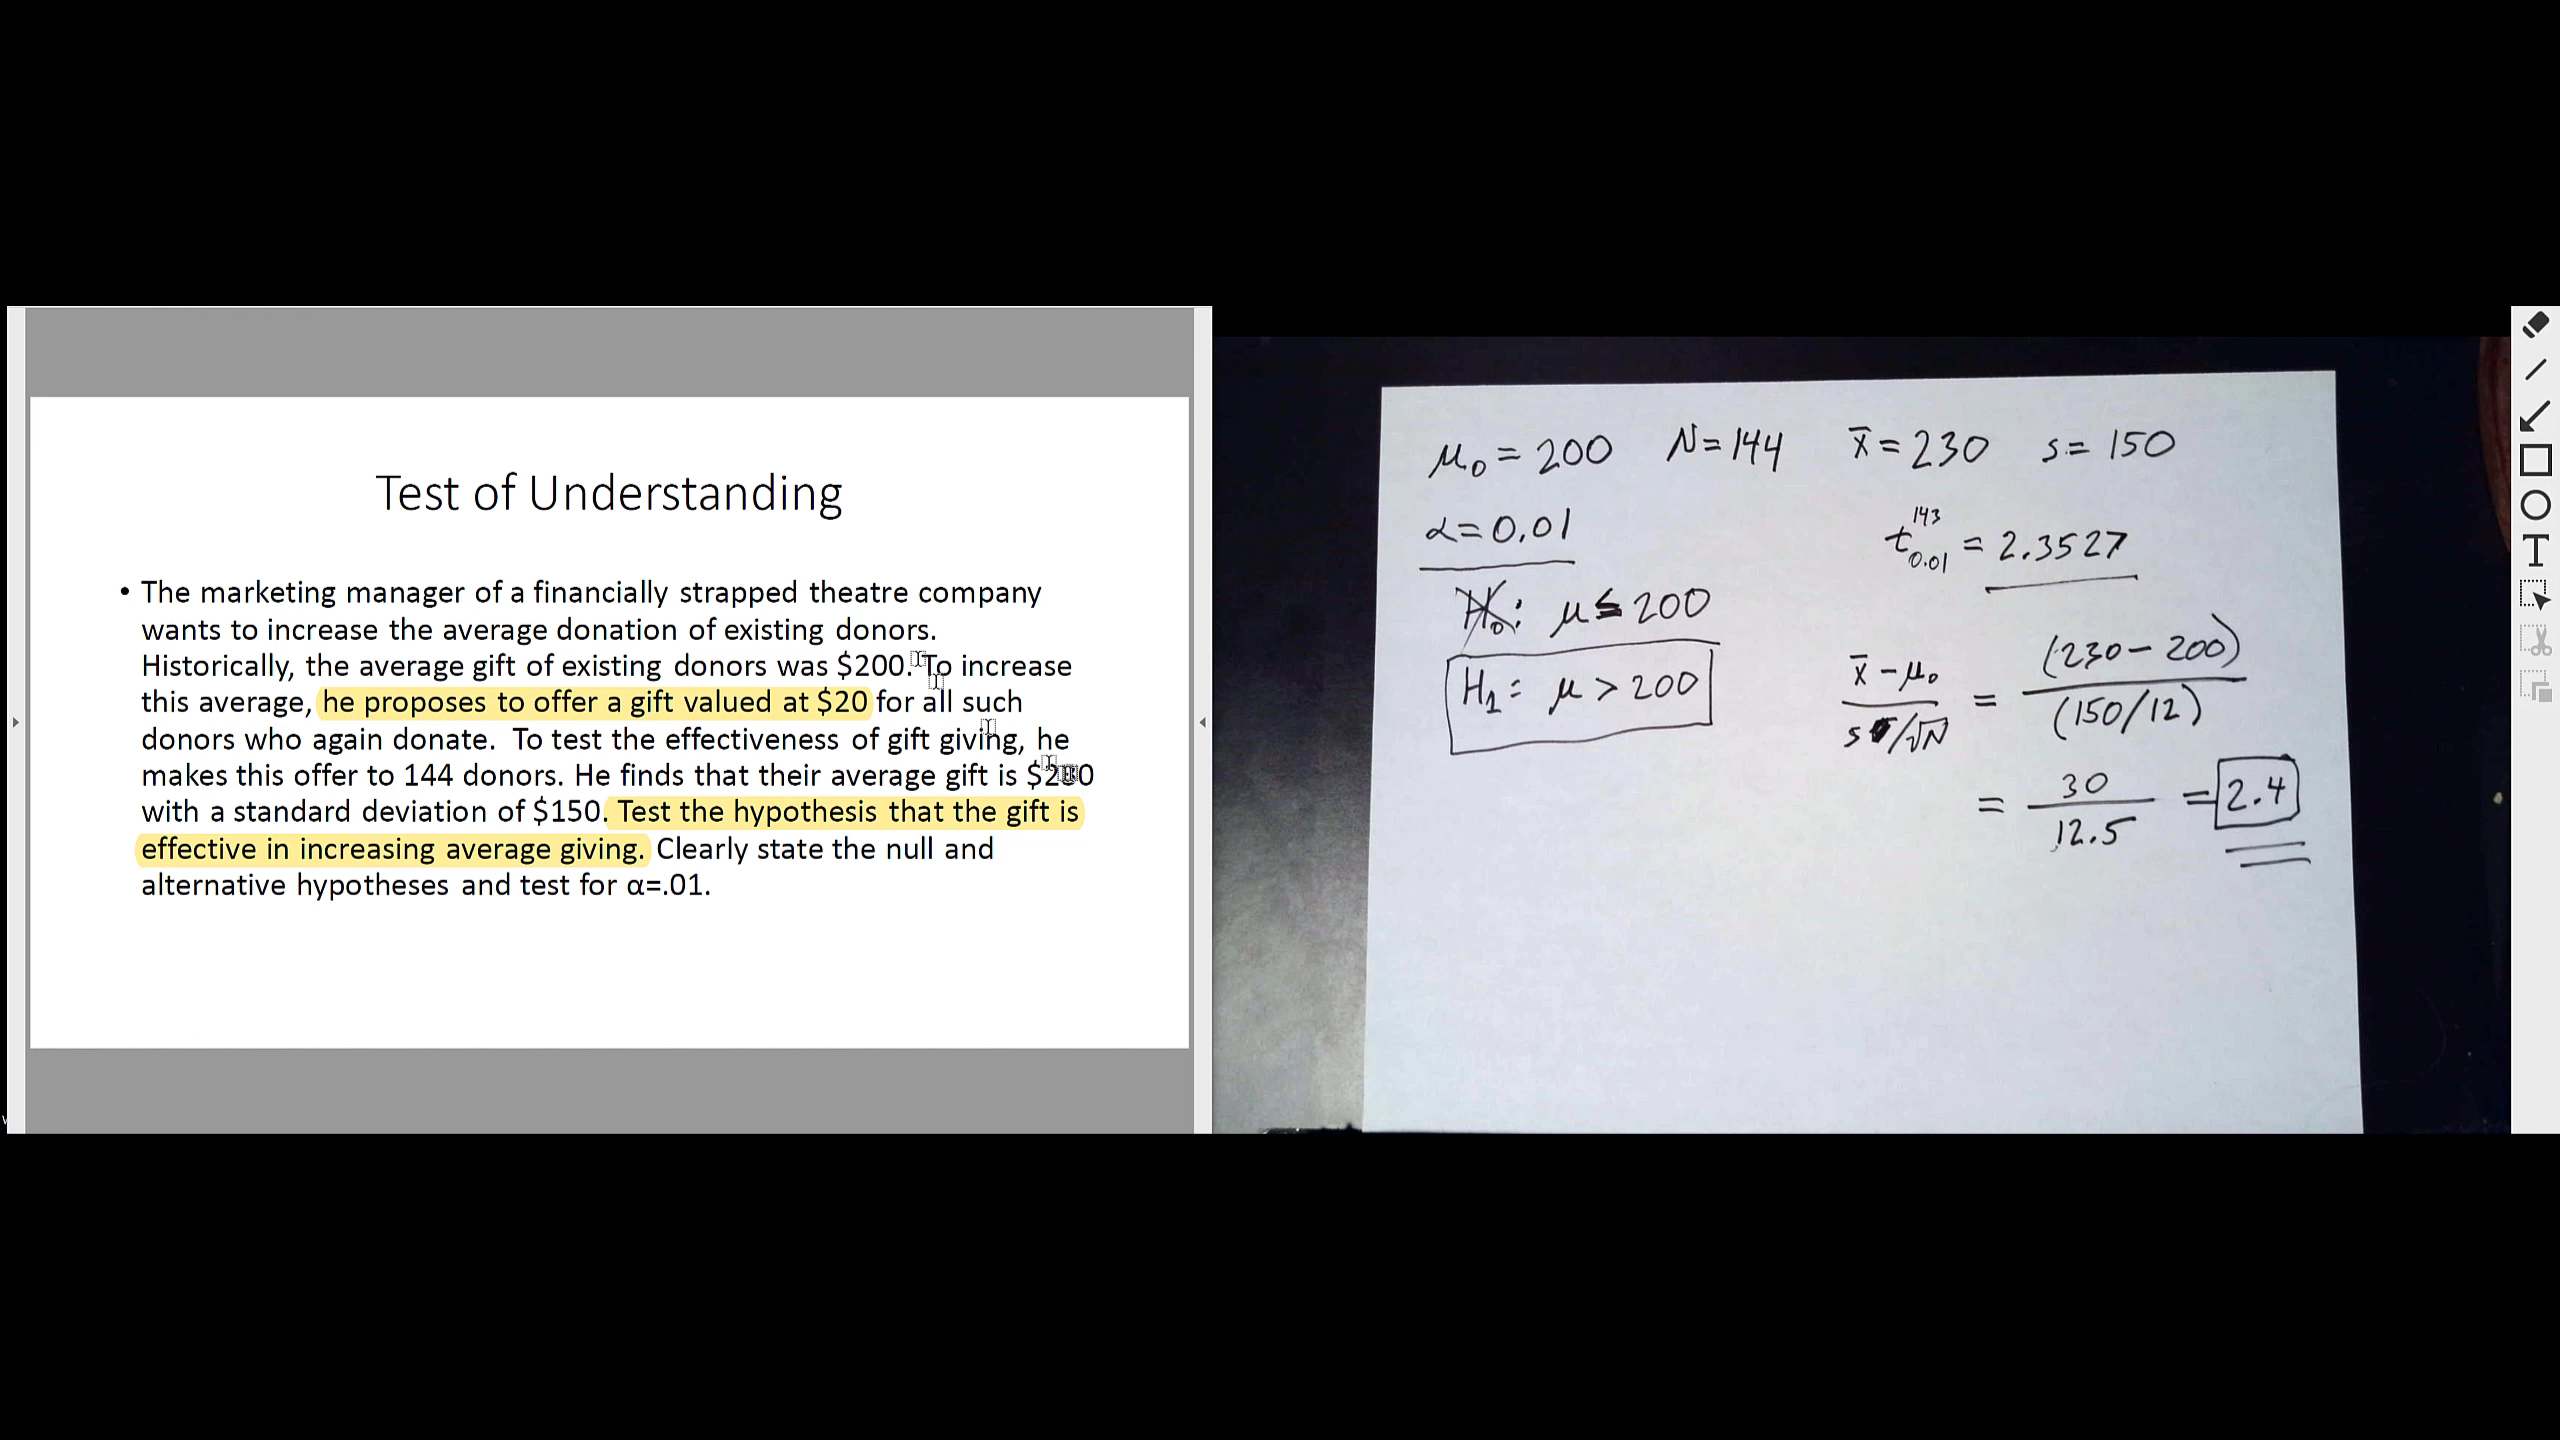 Test of Understanding
• The marketing manager of a financially strapped theatre company
wants to increase the average donation of existing donors.
Historically, the average gift of existing donors was $200. To increase
this average, he proposes to offer a gift valued at $20 for all such
donors who again donate.  To test the effectiveness of gift giving, he
makes this offer to 144 donors. He finds that their average gift is $230
with a standard deviation of $150. Test the hypothesis that the gift is
effective in increasing average giving. Clearly state the null and
alternative hypotheses and test for α=.01.
μ₀ = 200 N = 144 x̄ = 230 s = 150
α = 0.01
t¹⁴³₀.₀₁ = 2.3527
H₀: μ ≤ 200
H₁: μ > 200
(x̄ - μ₀)/(s/√N) = (230 - 200)/(150/12)
= 30/12.5 = 2.4
T